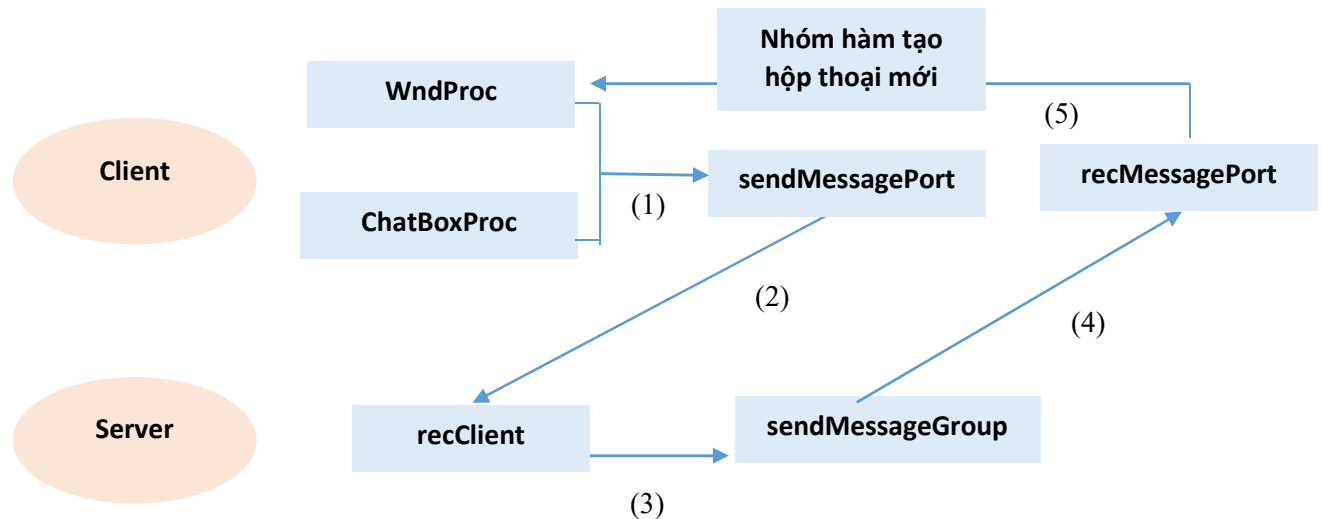 Nhóm hàm tạo
hộp thoại mới
WndProc
(5)
Client
sendMessagePort
recMessagePort
(1)
ChatBoxProc
(2)
(4)
Server
recClient
sendMessageGroup
(3)